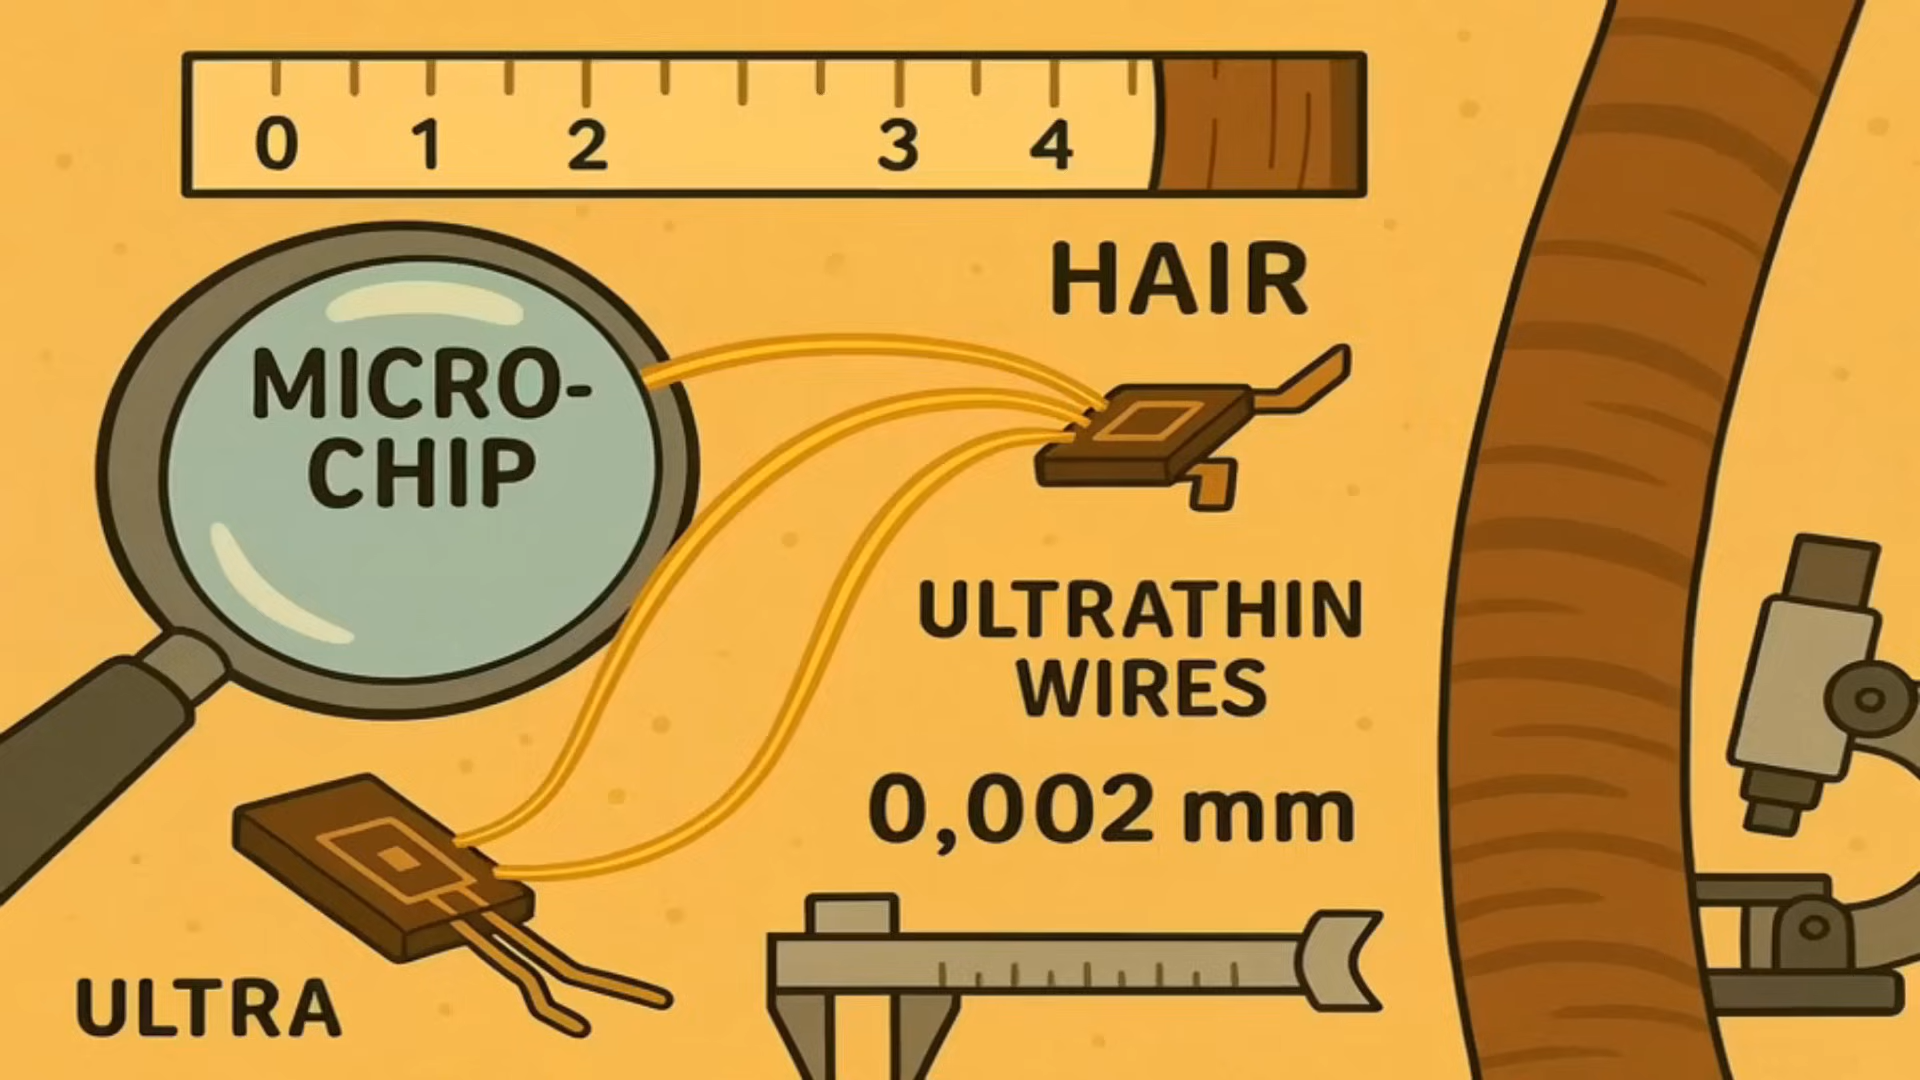 0 1 2 3 4
HAIR
MICRO-
CHIP
ULTRATHIN
WIRES
0,002 mm
ULTRA